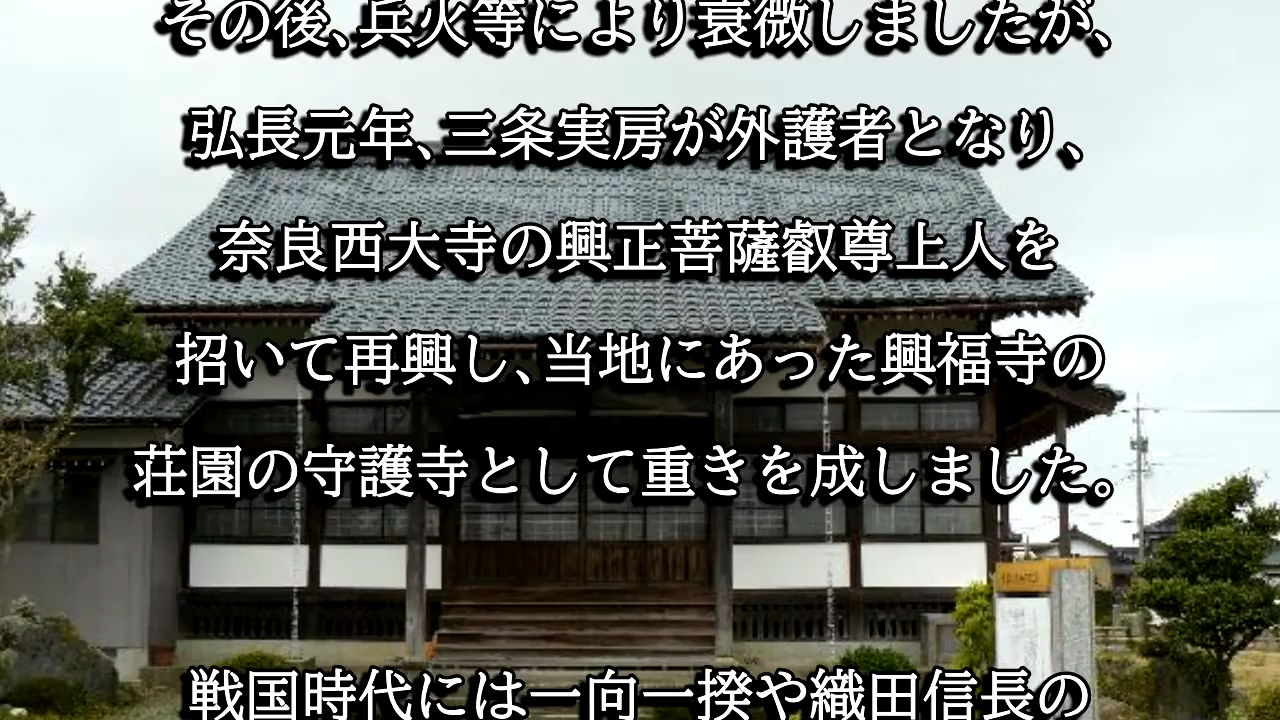 その後、兵火等により衰微しましたが、
弘長元年、三条実房が外護者となり、
奈良西大寺の興正菩薩叡尊上人を
招いて再興し、当地にあった興福寺の
荘園の守護寺として重きを成しました。
戦国時代には一向一揆や織田信長の